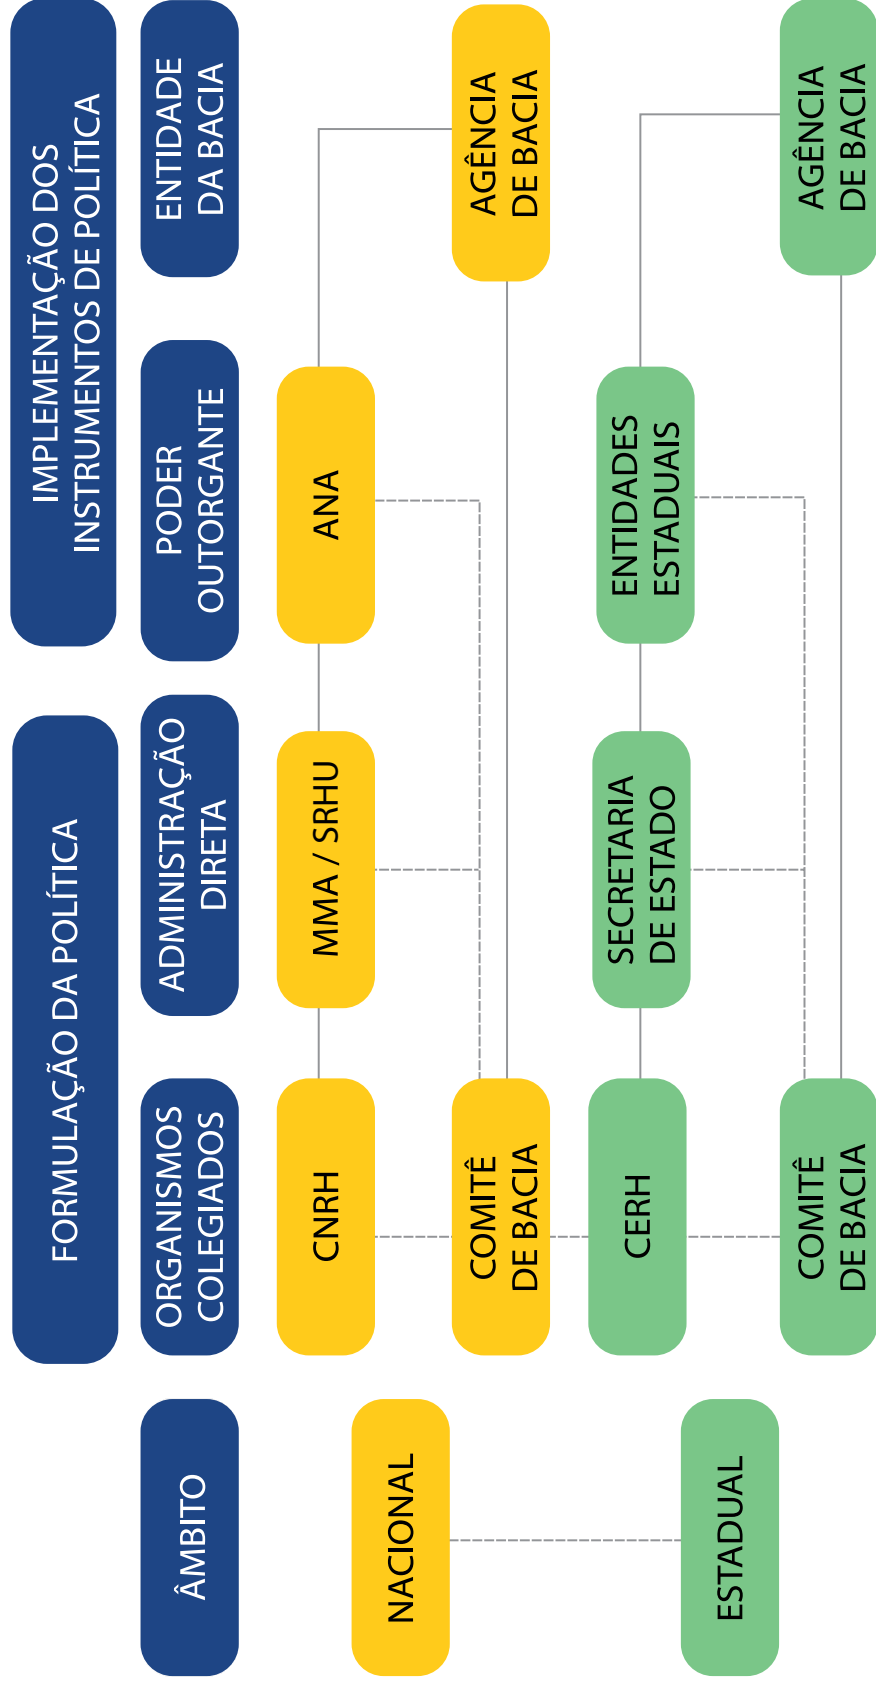 FORMULAÇÃO DA POLÍTICA
IMPLEMENTAÇÃO DOS
INSTRUMENTOS DE POLÍTICA
ÂMBITO
ORGANISMOS
COLEGIADOS
ADMINISTRAÇÃO
DIRETA
PODER
OUTORGANTE
ENTIDADE
DA BACIA
NACIONAL
CNRH
MMA / SRHU
ANA
COMITÊ
DE BACIA
AGÊNCIA
DE BACIA
ESTADUAL
CERH
SECRETARIA
DE ESTADO
ENTIDADES
ESTADUAIS
COMITÊ
DE BACIA
AGÊNCIA
DE BACIA